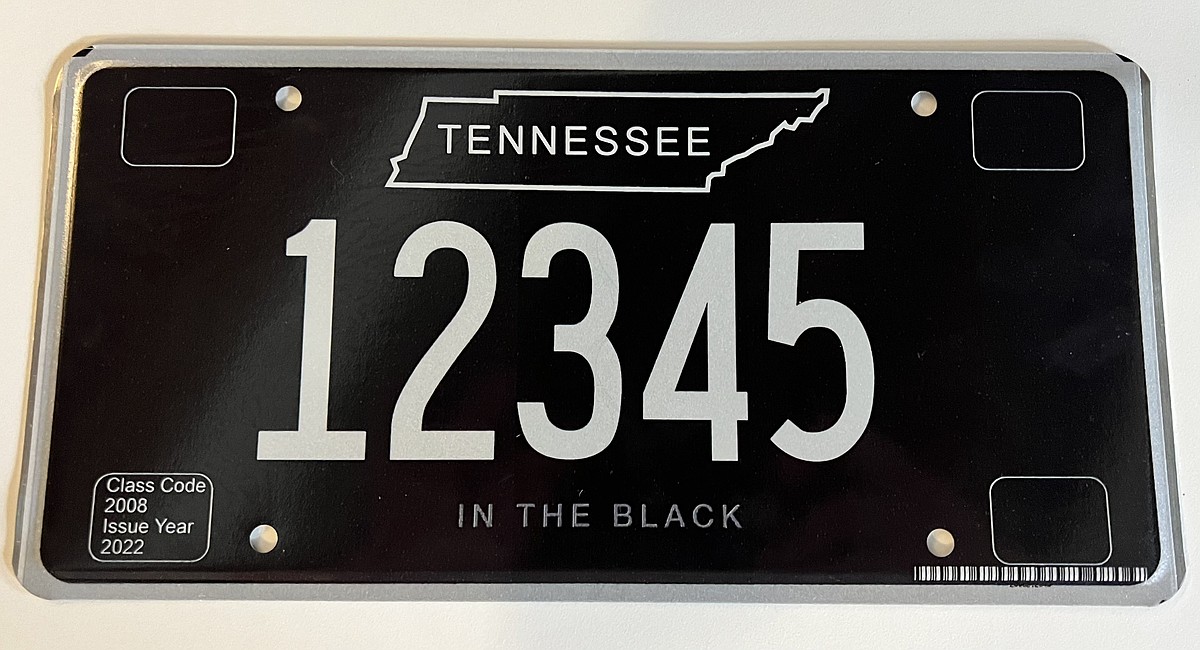 TENNESSEE
12345
IN THE BLACK
Class Code
2008
Issue Year
2022